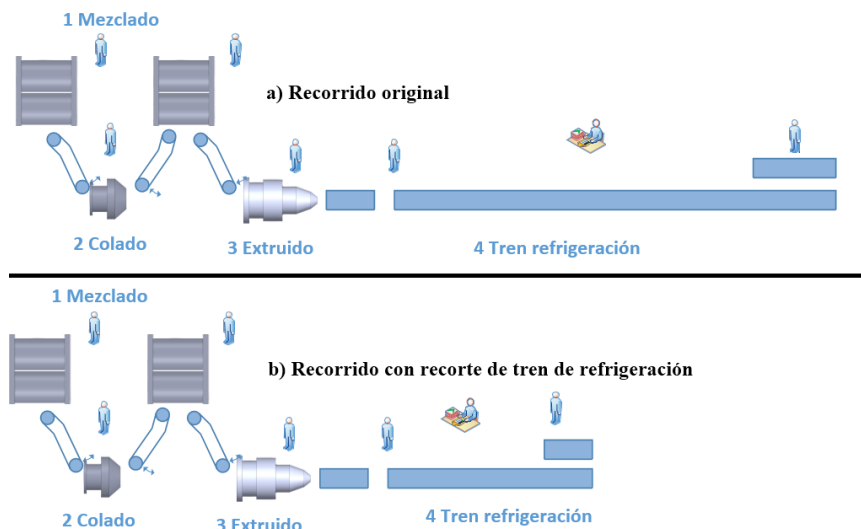 1 Mezclado
a) Recorrido original
2 Colado
3 Extruido
4 Tren refrigeración
1 Mezclado
b) Recorrido con recorte de tren de refrigeración
2 Colado
3 Extruido
4 Tren refrigeración